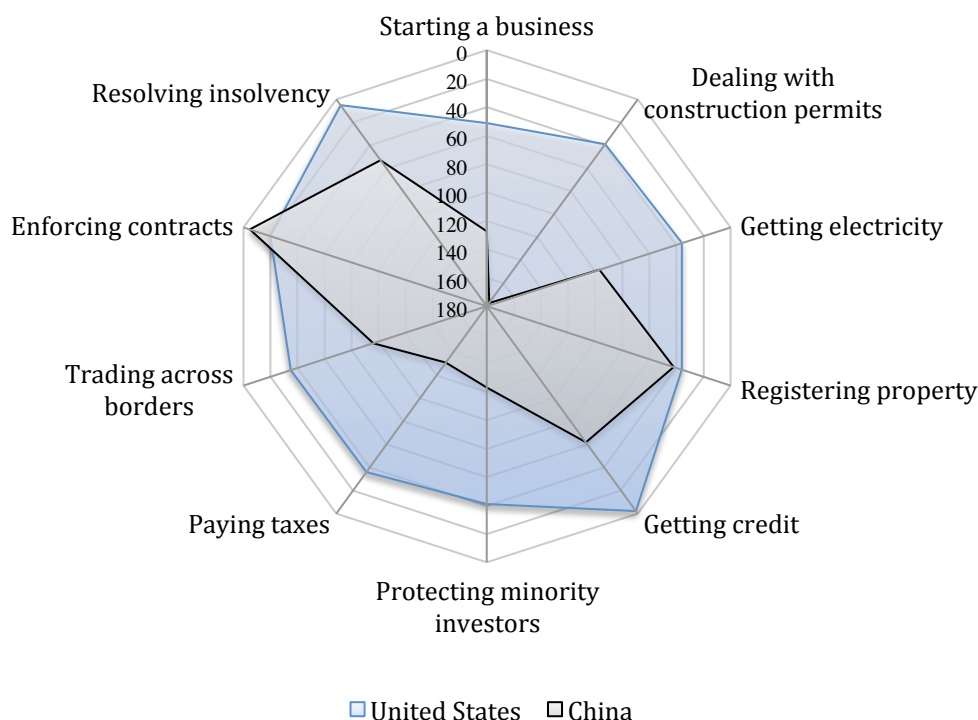 Starting a business
Dealing with
construction permits
Getting electricity
Registering property
Getting credit
Protecting minority
investors
Paying taxes
Trading across
borders
Enforcing contracts
Resolving insolvency
0
20
40
60
80
100
120
140
160
180
United States
China